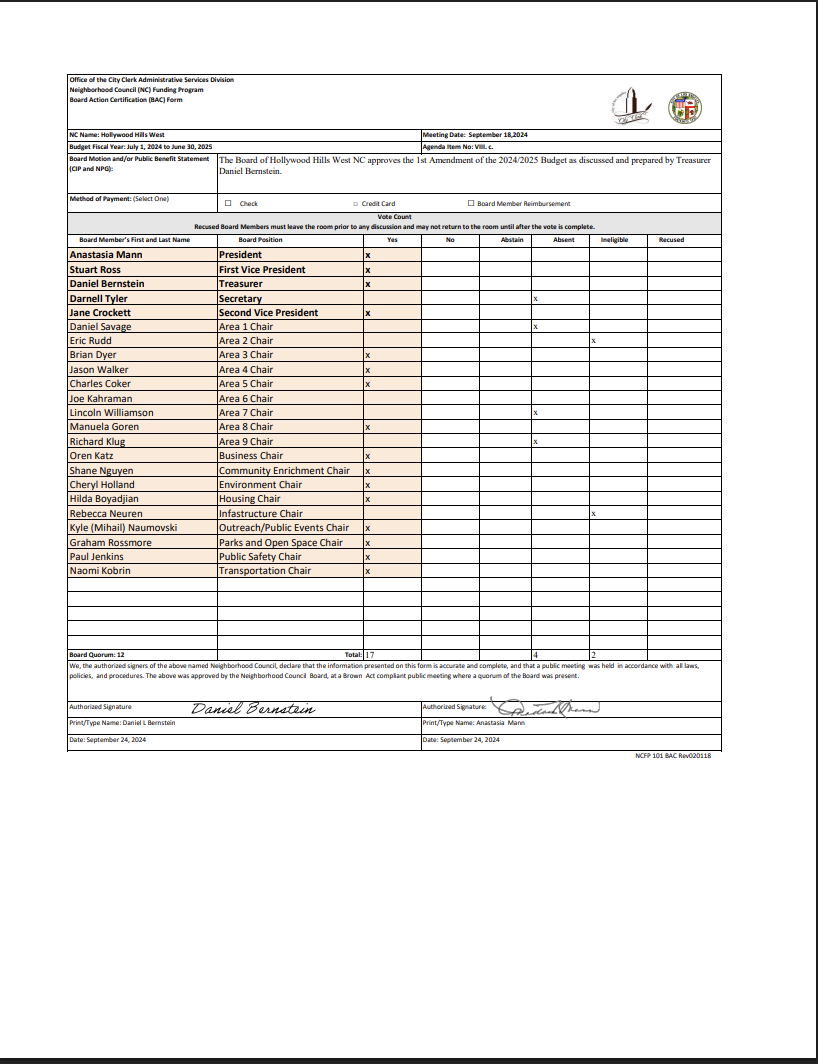 Office of the City Clerk Administrative Services Division
Neighborhood Council (NC) Funding Program
Board Action Certification (BAC) Form
NC Name: Hollywood Hills West Meeting Date: September 18,2024
Budget Fiscal Year: July 1, 2024 to June 30, 2025 Agenda Item No: VIII. c.
Board Motion and/or Public Benefit Statement (CIP and NPG):
The Board of Hollywood Hills West NC approves the 1st Amendment of the 2024/2025 Budget as discussed and prepared by Treasurer
Daniel Bernstein.
Method of Payment: (Select One) ☐ Check ☐ Credit Card ☐ Board Member Reimbursement
Vote Count
Recused Board Members must leave the room prior to any discussion and may not return to the room until after the vote is complete.
Board Member's First and Last Name Board Position Yes No Abstain Absent Ineligible Recused
Anastasia Mann President x
Stuart Ross First Vice President x
Daniel Bernstein Treasurer x
Darnell Tyler Secretary x
Jane Crockett Second Vice President x
Daniel Savage Area 1 Chair x
Eric Rudd Area 2 Chair x
Brian Dyer Area 3 Chair x
Jason Walker Area 4 Chair x
Charles Coker Area 5 Chair x
Joe Kahraman Area 6 Chair
Lincoln Williamson Area 7 Chair x
Manuela Goren Area 8 Chair x
Richard Klug Area 9 Chair x
Oren Katz Business Chair x
Shane Nguyen Community Enrichment Chair x
Cheryl Holland Environment Chair x
Hilda Boyadjian Housing Chair x
Rebecca Neuren Infastructure Chair x
Kyle (Mihail) Naumovski Outreach/Public Events Chair x
Graham Rossmore Parks and Open Space Chair x
Paul Jenkins Public Safety Chair x
Naomi Kobrin Transportation Chair x
Board Quorum: 12 Total: 17 4 2
We, the authorized signers of the above named Neighborhood Council, declare that the information presented on this form is accurate and complete, and that a public meeting was held in accordance with all laws,
policies, and procedures. The above was approved by the Neighborhood Council Board, at a Brown Act compliant public meeting where a quorum of the Board was present.
Authorized Signature Daniel Bernstein Authorized Signature:
Print/Type Name: Daniel L Bernstein Print/Type Name: Anastasia Mann
Date: September 24, 2024 Date: September 24, 2024
NCFP 101 BAC Rev020118